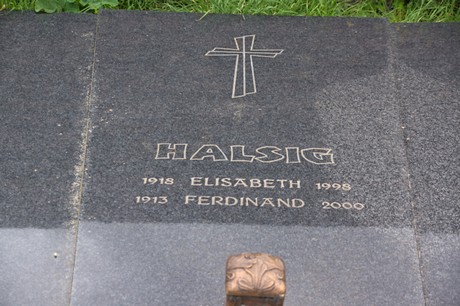 HALSIG
1918 ELISABETH 1998
1913 FERDINAND 2000